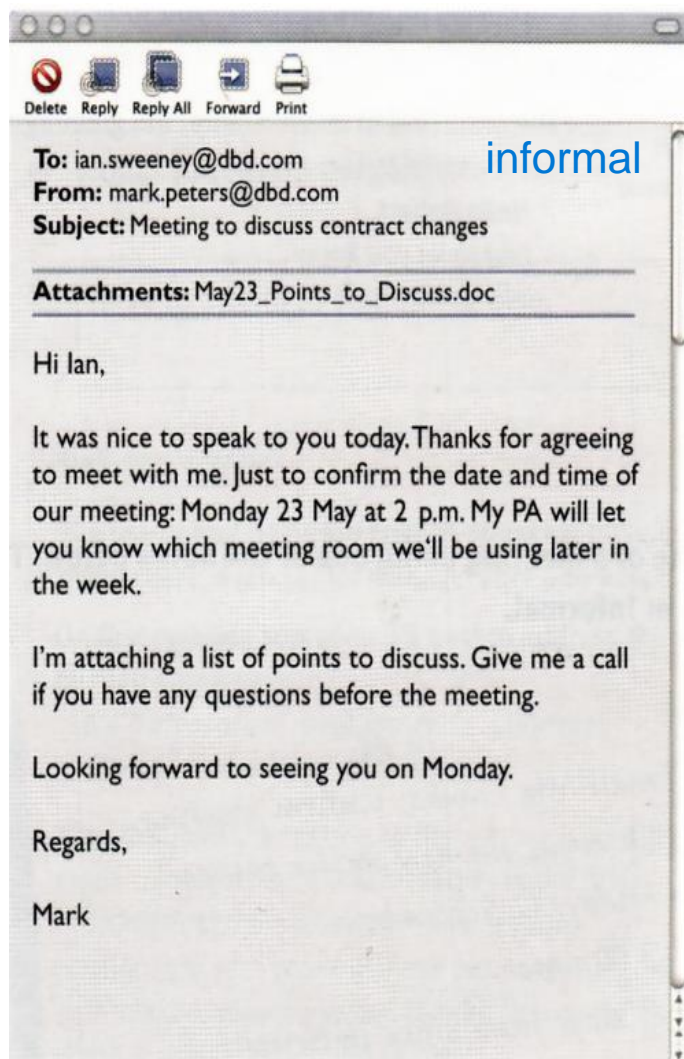 Delete Reply Reply All Forward Print
informal
To: ian.sweeney@dbd.com
From: mark.peters@dbd.com
Subject: Meeting to discuss contract changes
Attachments: May23_Points_to_Discuss.doc
Hi Ian,
It was nice to speak to you today. Thanks for agreeing
to meet with me. Just to confirm the date and time of
our meeting: Monday 23 May at 2 p.m. My PA will let
you know which meeting room we'll be using later in
the week.
I'm attaching a list of points to discuss. Give me a call
if you have any questions before the meeting.
Looking forward to seeing you on Monday.
Regards,
Mark